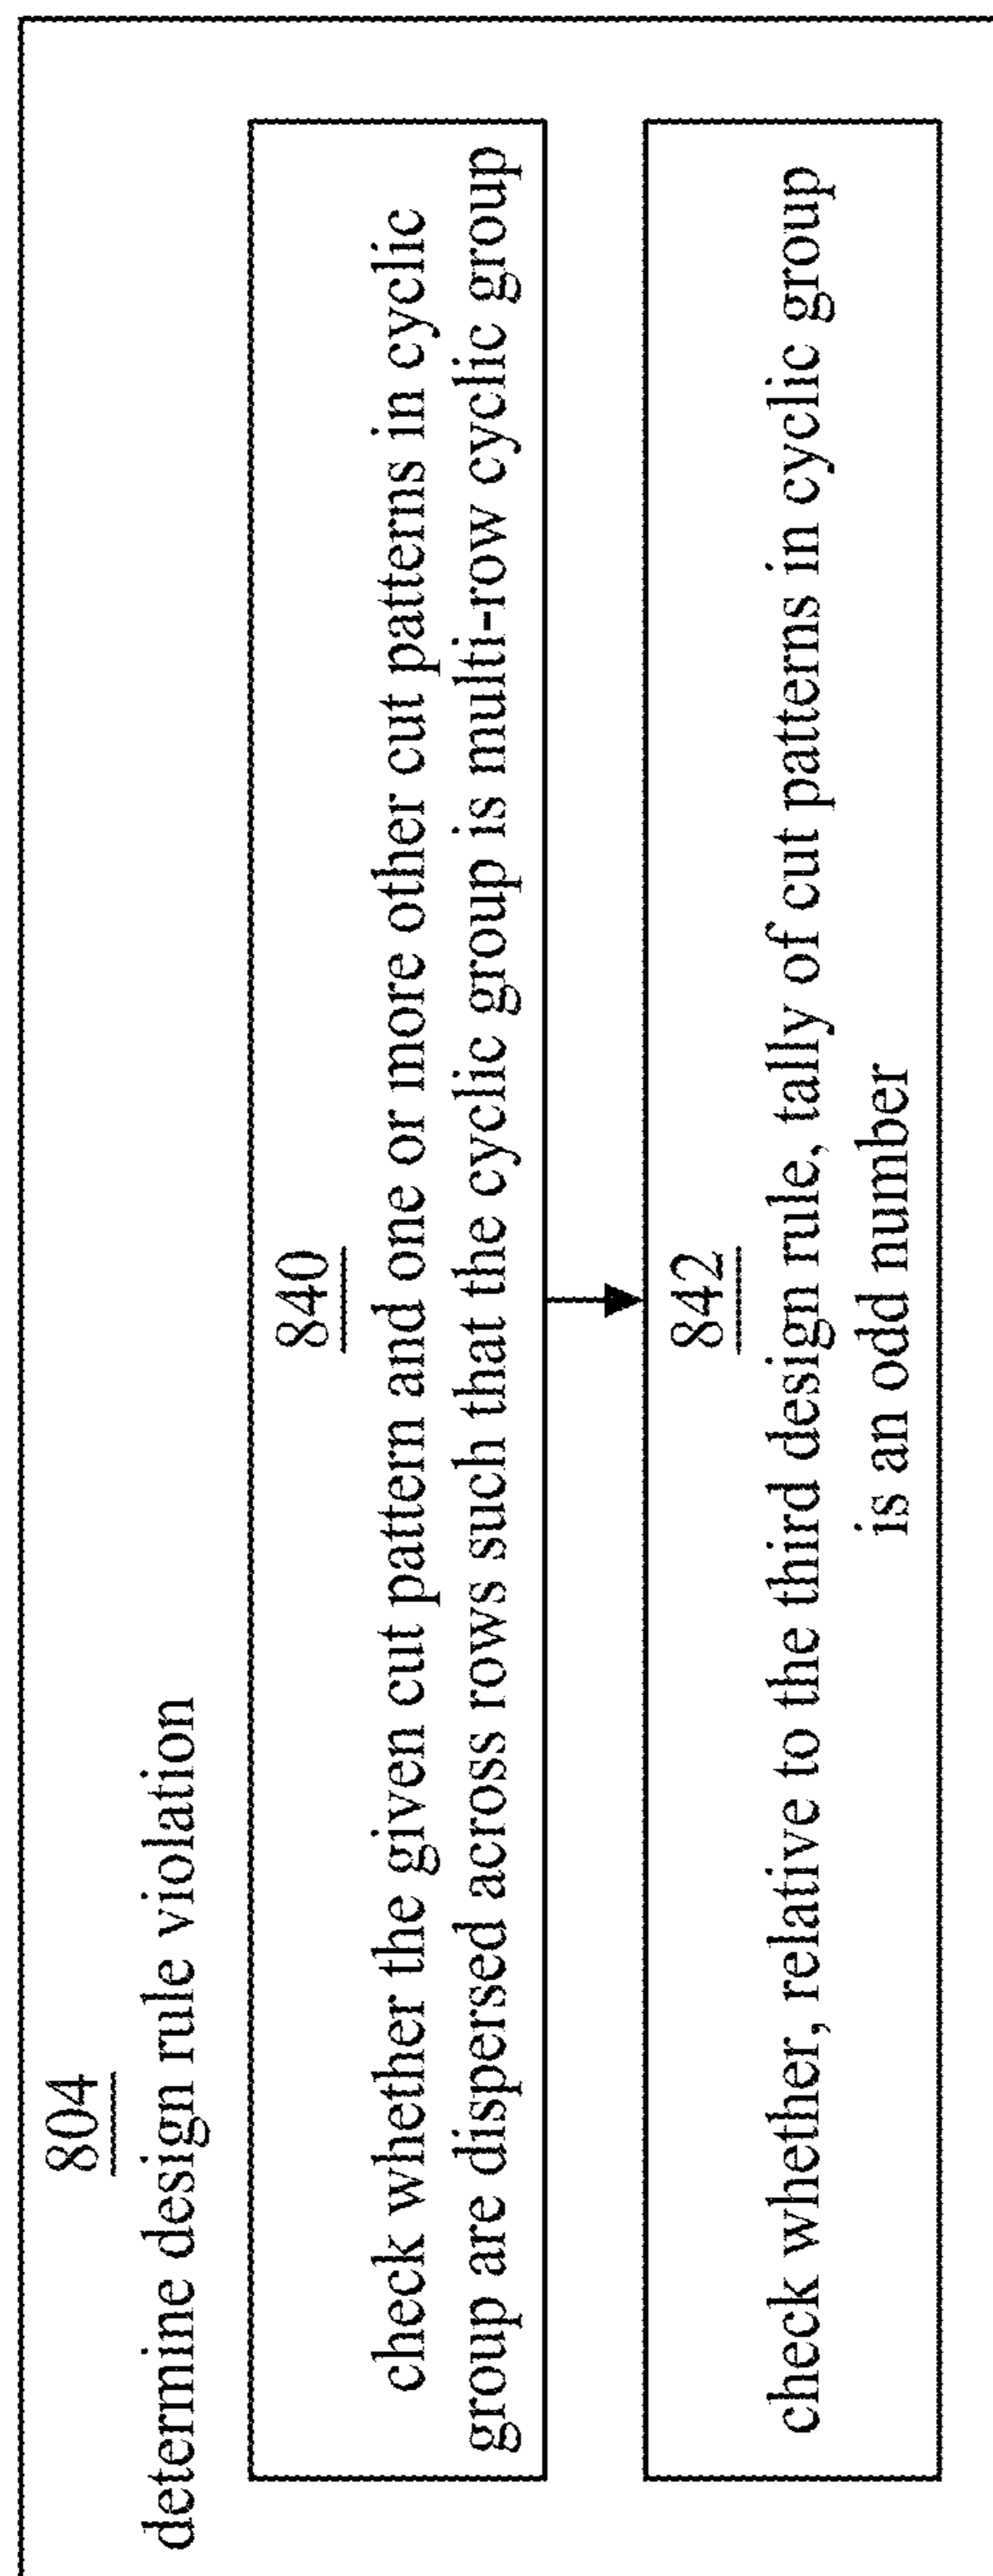 804
determine design rule violation
840
check whether the given cut pattern and one or more other cut patterns in cyclic
group are dispersed across rows such that the cyclic group is multi-row cyclic group
842
check whether, relative to the third design rule, tally of cut patterns in cyclic group
is an odd number